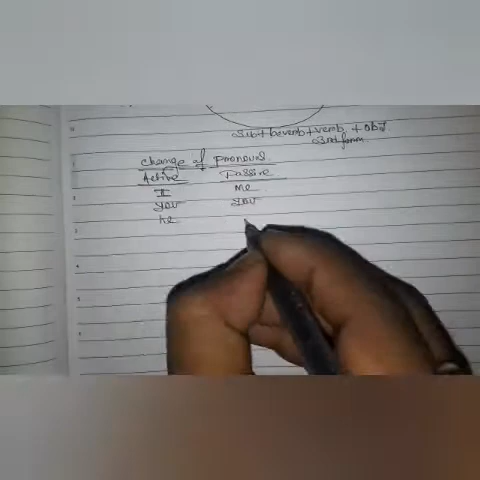 Sub+beverb+verb + obj
3rd form
Change of pronoun
Active Passive
I Me
you you
he